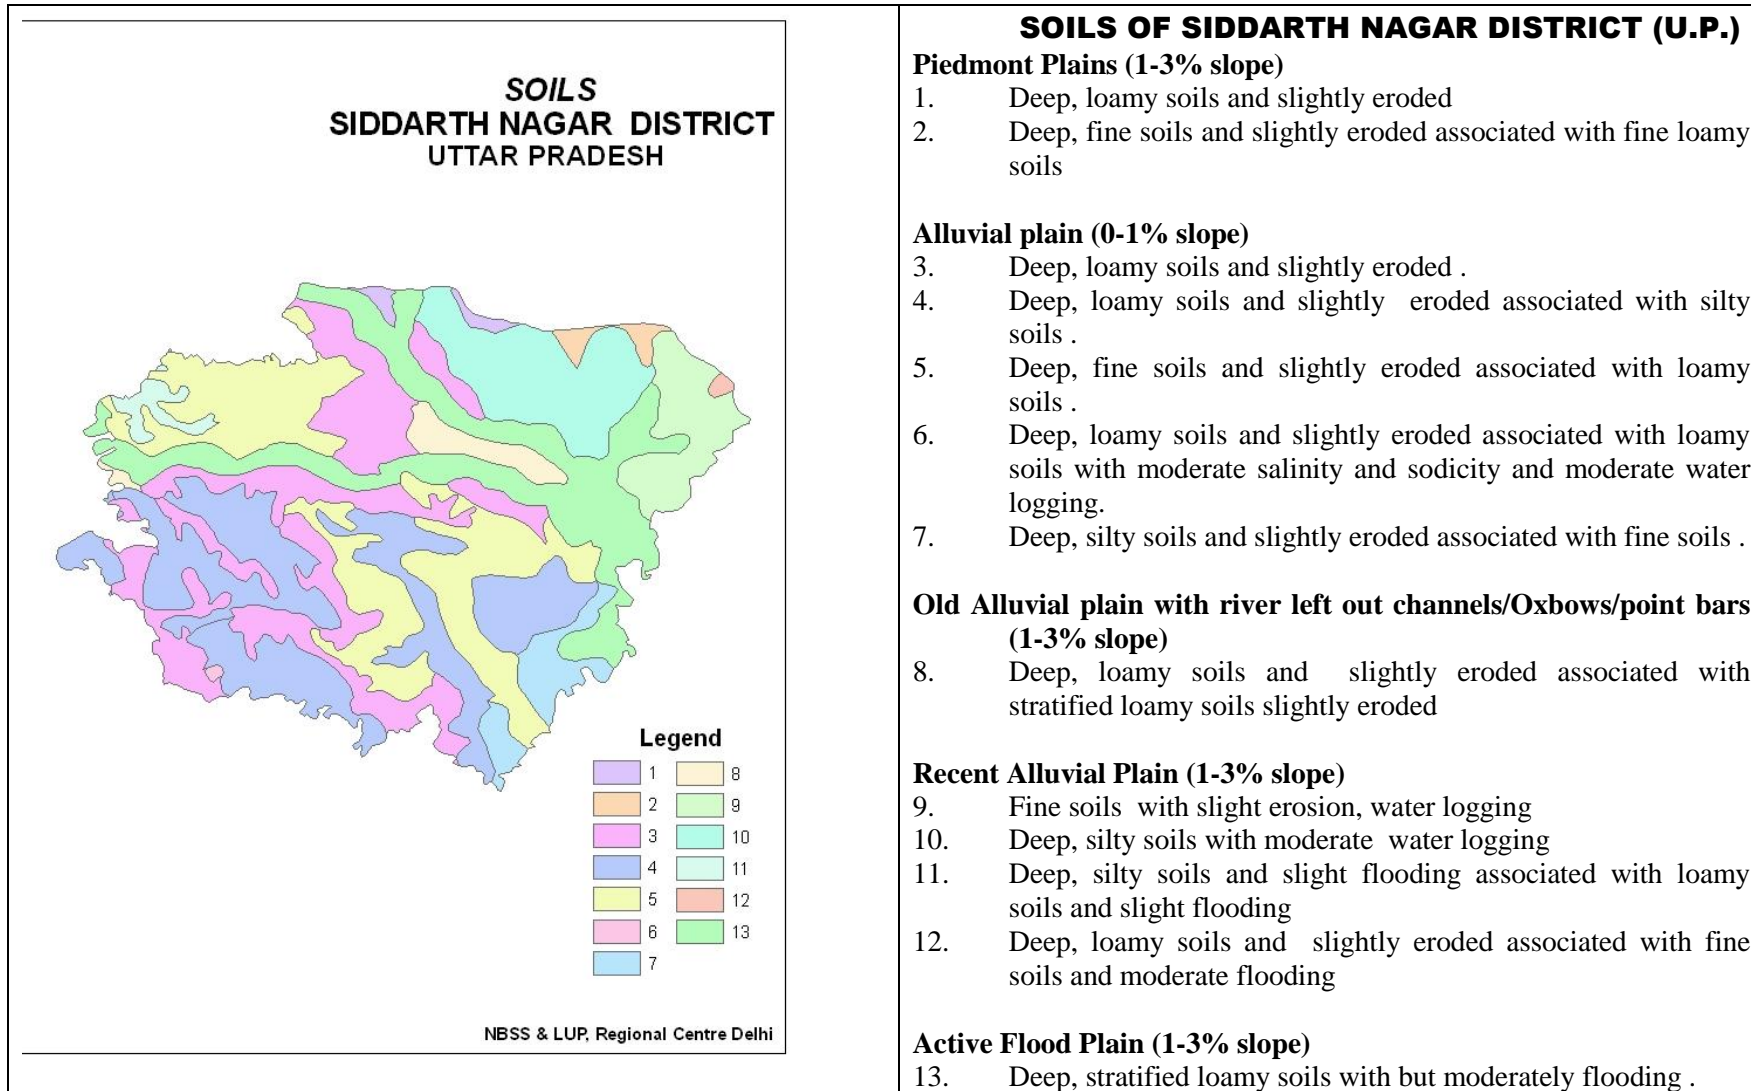 SOILS
SIDDARTH NAGAR DISTRICT
UTTAR PRADESH
Legend
1
2
3
4
5
6
7
8
9
10
11
12
13
NBSS & LUP, Regional Centre Delhi
SOILS OF SIDDARTH NAGAR DISTRICT (U.P.)
Piedmont Plains (1-3% slope)
1. Deep, loamy soils and slightly eroded
2. Deep, fine soils and slightly eroded associated with fine loamy
soils
Alluvial plain (0-1% slope)
3. Deep, loamy soils and slightly eroded .
4. Deep, loamy soils and slightly eroded associated with silty
soils .
5. Deep, fine soils and slightly eroded associated with loamy
soils .
6. Deep, loamy soils and slightly eroded associated with loamy
soils with moderate salinity and sodicity and moderate water
logging.
7. Deep, silty soils and slightly eroded associated with fine soils .
Old Alluvial plain with river left out channels/Oxbows/point bars
(1-3% slope)
8. Deep, loamy soils and slightly eroded associated with
stratified loamy soils slightly eroded
Recent Alluvial Plain (1-3% slope)
9. Fine soils with slight erosion, water logging
10. Deep, silty soils with moderate water logging
11. Deep, silty soils and slight flooding associated with loamy
soils and slight flooding
12. Deep, loamy soils and slightly eroded associated with fine
soils and moderate flooding
Active Flood Plain (1-3% slope)
13. Deep, stratified loamy soils with but moderately flooding .